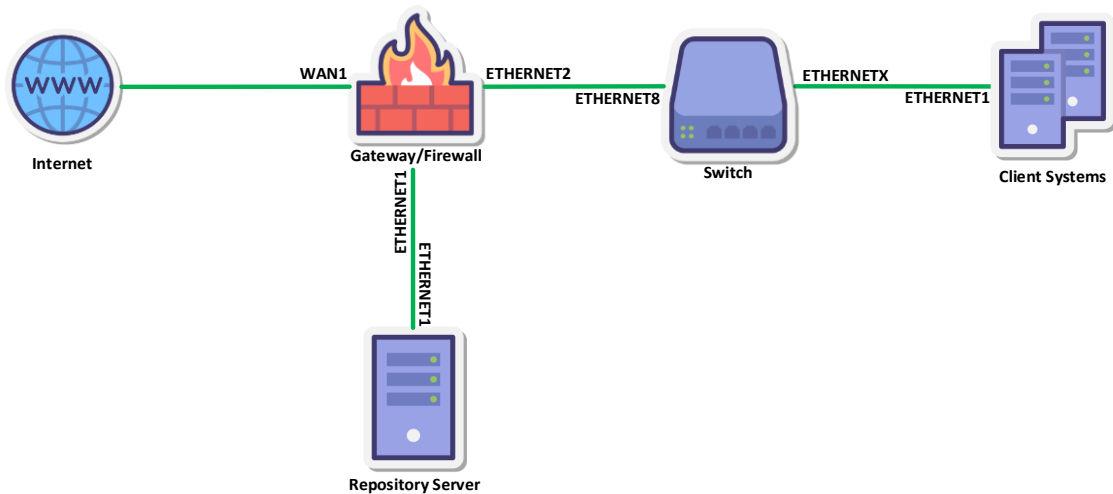 WWW
Internet
WAN1
Gateway/Firewall
ETHERNET2
ETHERNET8
Switch
ETHERNETX
ETHERNET1
Client Systems
ETHERNET1
ETHERNET1
Repository Server